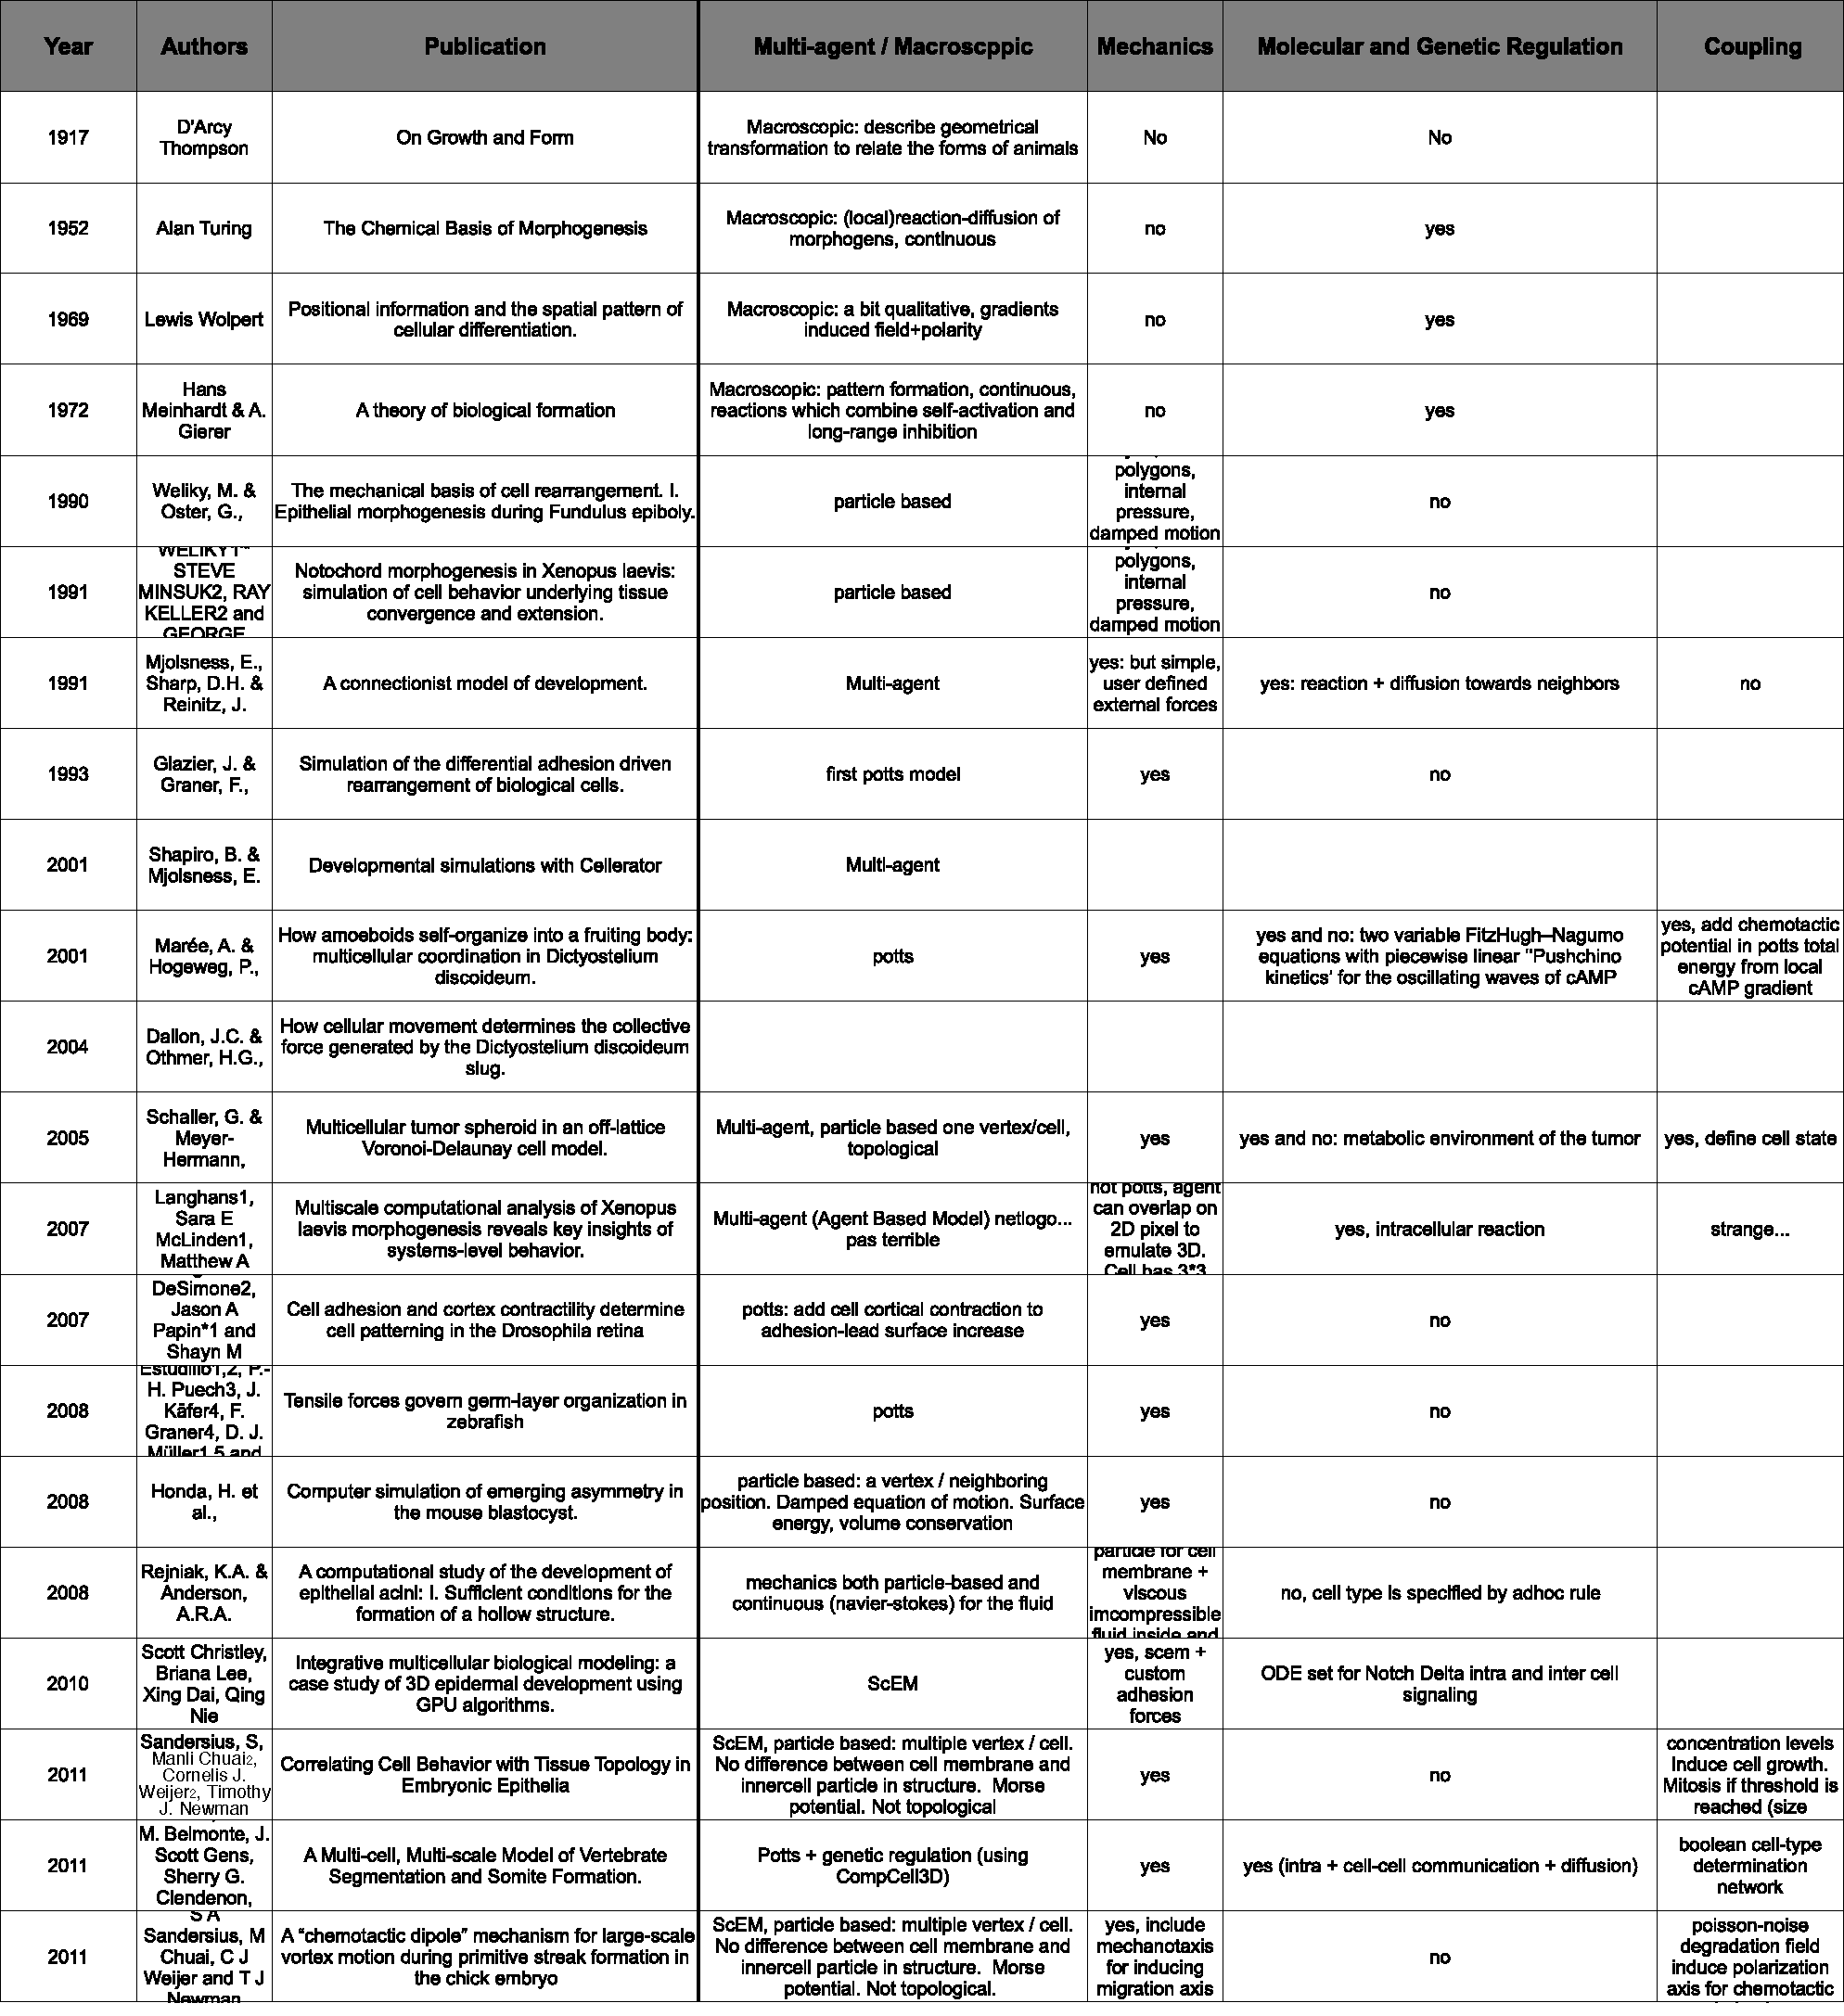 Year Authors Publication Multi-agent / Macroscppic Mechanics Molecular and Genetic Regulation Coupling
1917
D'Arcy
Thompson
On Growth and Form
Macroscopic: describe geometrical
transformation to relate the forms of animals
No
No
1952
Alan Turing
The Chemical Basis of Morphogenesis
Macroscopic: (local)reaction-diffusion of
morphogens, continuous
no
yes
1969
Lewis Wolpert
Positional information and the spatial pattern of
cellular differentiation.
Macroscopic: a bit qualitative, gradients
induced field+polarity
no
yes
1972
Hans
Meinhardt & A.
Gierer
A theory of biological formation
Macroscopic: pattern formation, continuous,
reactions which combine self-activation and
long-range inhibition
no
yes
1990
Weliky, M. &
Oster, G.,
The mechanical basis of cell rearrangement. I.
Epithelial morphogenesis during Fundulus epiboly.
particle based
polygons,
internal
pressure,
damped motion
no
1991
WELIKY1*
STEVE
MINSUK2, RAY
KELLER2 and
GEORGE
Notochord morphogenesis in Xenopus laevis:
simulation of cell behavior underlying tissue
convergence and extension.
particle based
polygons,
internal
pressure,
damped motion
no
1991
Mjolsness, E.,
Sharp, D.H. &
Reinitz, J.
A connectionist model of development.
Multi-agent
yes: but simple,
user defined
external forces
yes: reaction + diffusion towards neighbors
no
1993
Glazier, J. &
Graner, F.,
Simulation of the differential adhesion driven
rearrangement of biological cells.
first potts model
yes
no
2001
Shapiro, B. &
Mjolsness, E.
Developmental simulations with Cellerator
Multi-agent
2001
Marée, A. &
Hogeweg, P.,
How amoeboids self-organize into a fruiting body:
multicellular coordination in Dictyostelium
discoideum.
potts
yes
yes and no: two variable FitzHugh–Nagumo
equations with piecewise linear "Pushchino
kinetics' for the oscillating waves of cAMP
yes, add chemotactic
potential in potts total
energy from local
cAMP gradient
2004
Dallon, J.C. &
Othmer, H.G.,
How cellular movement determines the collective
force generated by the Dictyostelium discoideum
slug.
2005
Schaller, G. &
Meyer-
Hermann,
Multicellular tumor spheroid in an off-lattice
Voronoi-Delaunay cell model.
Multi-agent, particle based one vertex/cell,
topological
yes
yes and no: metabolic environment of the tumor
yes, define cell state
2007
Langhans1,
Sara E
McLinden1,
Matthew A
Multiscale computational analysis of Xenopus
laevis morphogenesis reveals key insights of
systems-level behavior.
Multi-agent (Agent Based Model) netlogo...
pas terrible
not potts, agent
can overlap on
2D pixel to
emulate 3D.
Cell has 3*3
yes, intracellular reaction
strange...
2007
DeSimone2,
Jason A
Papin*1 and
Shayn M
Cell adhesion and cortex contractility determine
cell patterning in the Drosophila retina
potts: add cell cortical contraction to
adhesion-lead surface increase
yes
no
2008
Estudillo1,2, P.-
H. Puech3, J.
Käfer4, F.
Graner4, D. J.
Müller1,5 and
Tensile forces govern germ-layer organization in
zebrafish
potts
yes
no
2008
Honda, H. et
al.,
Computer simulation of emerging asymmetry in
the mouse blastocyst.
particle based: a vertex / neighboring
position. Damped equation of motion. Surface
energy, volume conservation
yes
no
2008
Rejniak, K.A. &
Anderson,
A.R.A.
A computational study of the development of
epithelial acini: I. Sufficient conditions for the
formation of a hollow structure.
mechanics both particle-based and
continuous (navier-stokes) for the fluid
particle for cell
membrane +
viscous
imcompressible
fluid inside and
no, cell type is specified by adhoc rule
2010
Scott Christley,
Briana Lee,
Xing Dai, Qing
Nie
Integrative multicellular biological modeling: a
case study of 3D epidermal development using
GPU algorithms.
ScEM
yes, scem +
custom
adhesion
forces
ODE set for Notch Delta intra and inter cell
signaling
2011
Sandersius, S,
Manli Chuai2,
Cornelis J.
Weijer2, Timothy
J. Newman
Correlating Cell Behavior with Tissue Topology in
Embryonic Epithelia
ScEM, particle based: multiple vertex / cell.
No difference between cell membrane and
innercell particle in structure. Morse
potential. Not topological
yes
no
concentration levels
induce cell growth.
Mitosis if threshold is
reached (size
2011
M. Belmonte, J.
Scott Gens,
Sherry G.
Clendenon,
A Multi-cell, Multi-scale Model of Vertebrate
Segmentation and Somite Formation.
Potts + genetic regulation (using
CompCell3D)
yes
yes (intra + cell-cell communication + diffusion)
boolean cell-type
determination
network
2011
S A
Sandersius, M
Chuai, C J
Weijer and T J
Newman
A “chemotactic dipole” mechanism for large-scale
vortex motion during primitive streak formation in
the chick embryo
ScEM, particle based: multiple vertex / cell.
No difference between cell membrane and
innercell particle in structure. Morse
potential. Not topological.
yes, include
mechanotaxis
for inducing
migration axis
no
poisson-noise
degradation field
induce polarization
axis for chemotactic